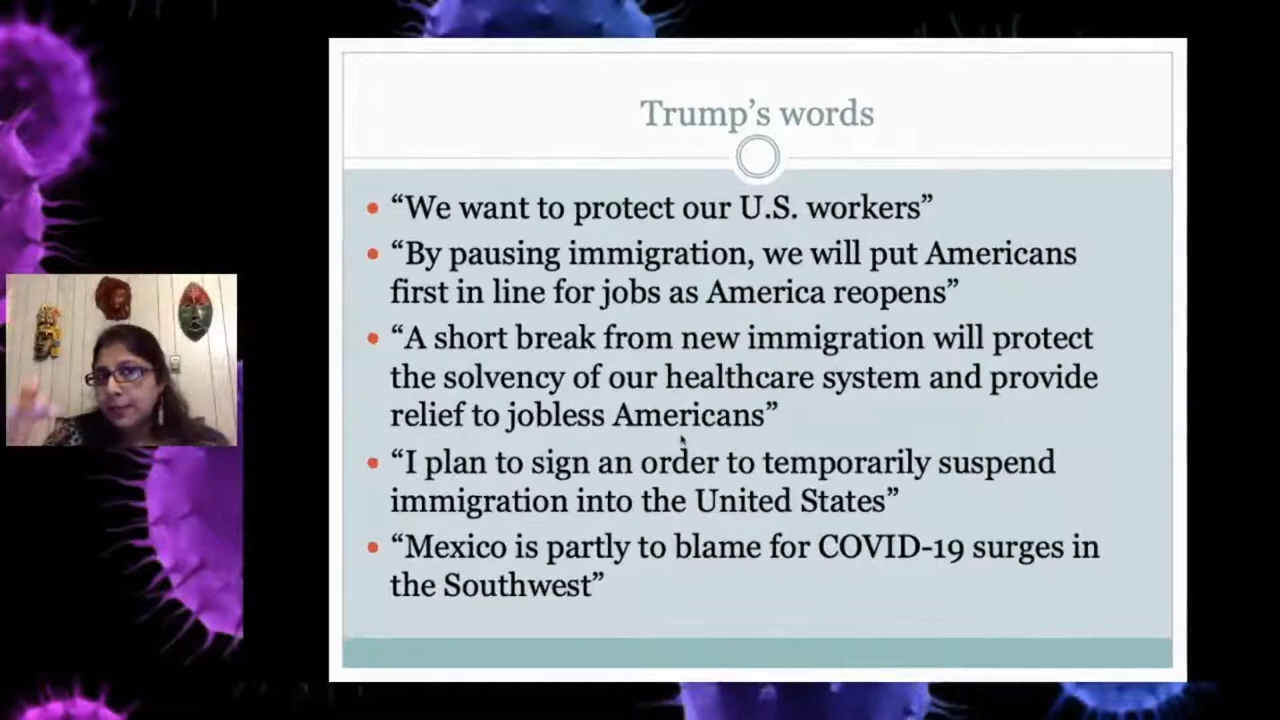 Trump’s words
• “We want to protect our U.S. workers”
• “By pausing immigration, we will put Americans
first in line for jobs as America reopens”
• “A short break from new immigration will protect
the solvency of our healthcare system and provide
relief to jobless Americans”
• “I plan to sign an order to temporarily suspend
immigration into the United States”
• “Mexico is partly to blame for COVID-19 surges in
the Southwest”